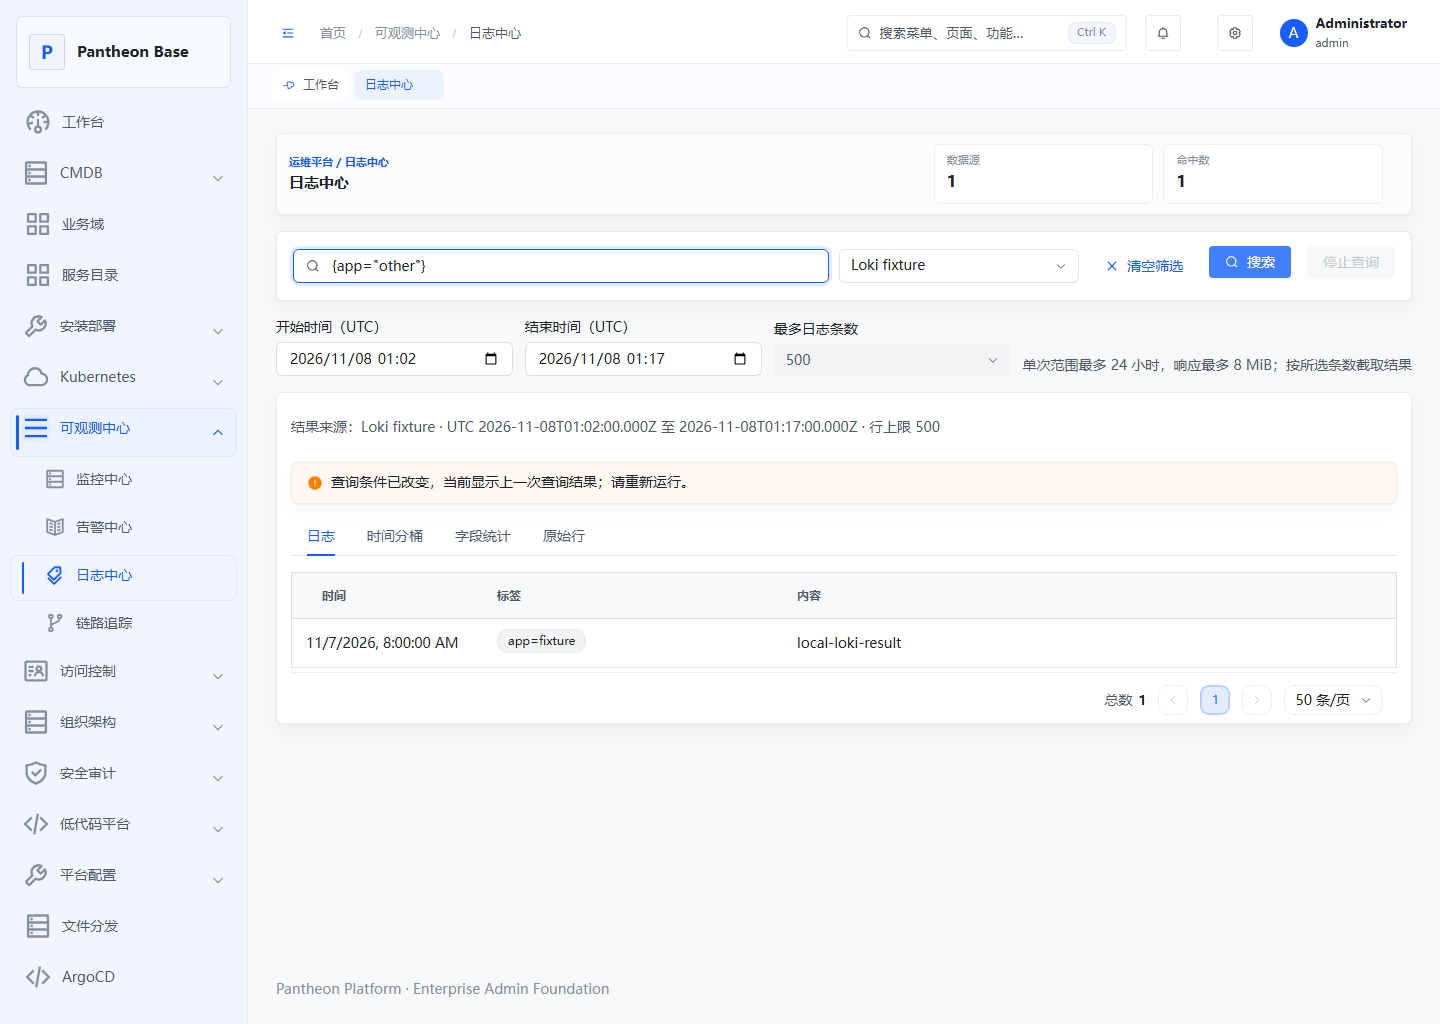 P Pantheon Base
工作台
CMDB
业务域
服务目录
安装部署
Kubernetes
可观测中心
监控中心
告警中心
日志中心
链路追踪
访问控制
组织架构
安全审计
低代码平台
平台配置
文件分发
ArgoCD
首页 / 可观测中心 / 日志中心
搜索菜单、页面、功能... Ctrl K
A Administrator
admin
工作台 日志中心
运维平台 / 日志中心
日志中心
数据源
1
命中数
1
{app="other"} Loki fixture 清空筛选 搜索 停止查询
开始时间（UTC） 结束时间（UTC） 最多日志条数
2026/11/08 01:02 2026/11/08 01:17 500 单次范围最多 24 小时，响应最多 8 MiB；按所选条数截取结果
结果来源：Loki fixture · UTC 2026-11-08T01:02:00.000Z 至 2026-11-08T01:17:00.000Z · 行上限 500
查询条件已改变，当前显示上一次查询结果；请重新运行。
日志 时间分桶 字段统计 原始行
时间 标签 内容
11/7/2026, 8:00:00 AM app=fixture local-loki-result
总数 1 1 50 条/页
Pantheon Platform · Enterprise Admin Foundation